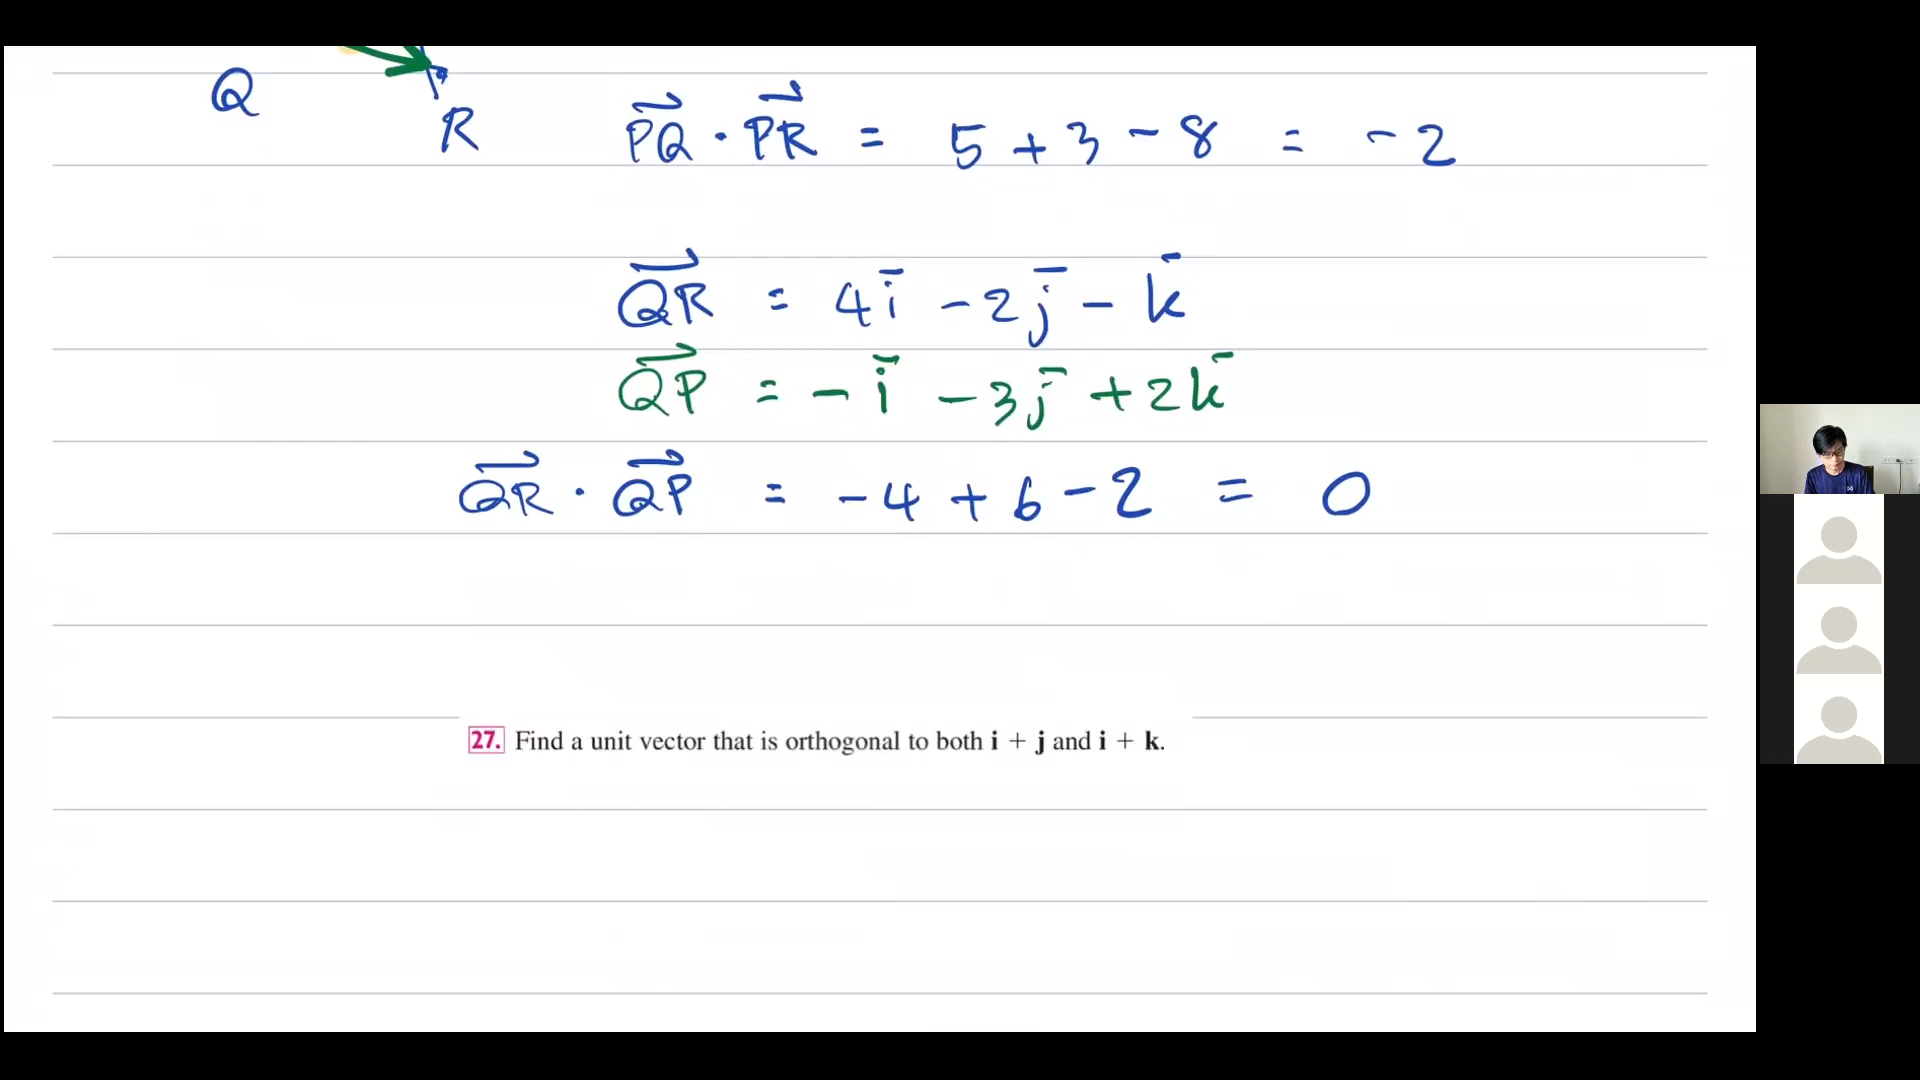 Q
R
PQ · PR = 5 + 3 - 8 = - 2
QR = 4i - 2j - k
QP = - i - 3j + 2k
QR · QP = - 4 + 6 - 2 = 0
27. Find a unit vector that is orthogonal to both i + j and i + k.